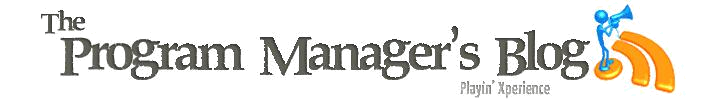 The
Program Manager's Blog
Playin' Xperience